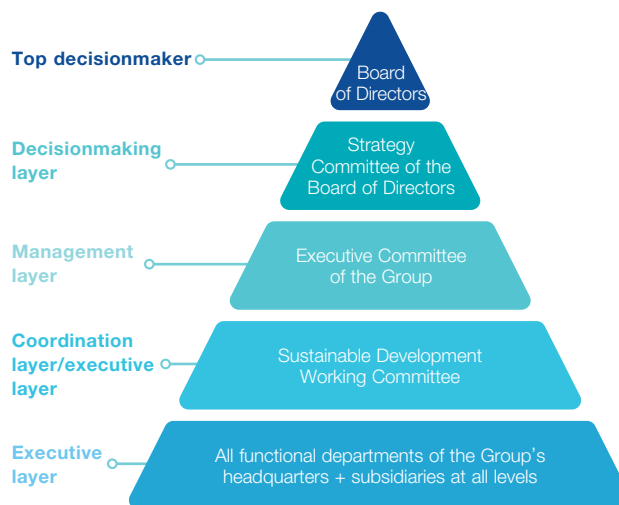 Top decisionmaker
Board
of Directors
Decisionmaking
layer
Strategy
Committee of the
Board of Directors
Management
layer
Executive Committee
of the Group
Coordination
layer/executive
layer
Sustainable Development
Working Committee
Executive
layer
All functional departments of the Group's
headquarters + subsidiaries at all levels